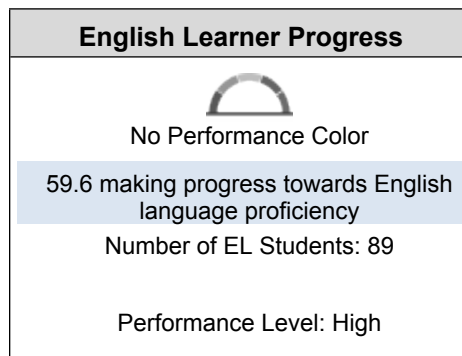 English Learner Progress
No Performance Color
59.6 making progress towards English
language proficiency
Number of EL Students: 89
Performance Level: High